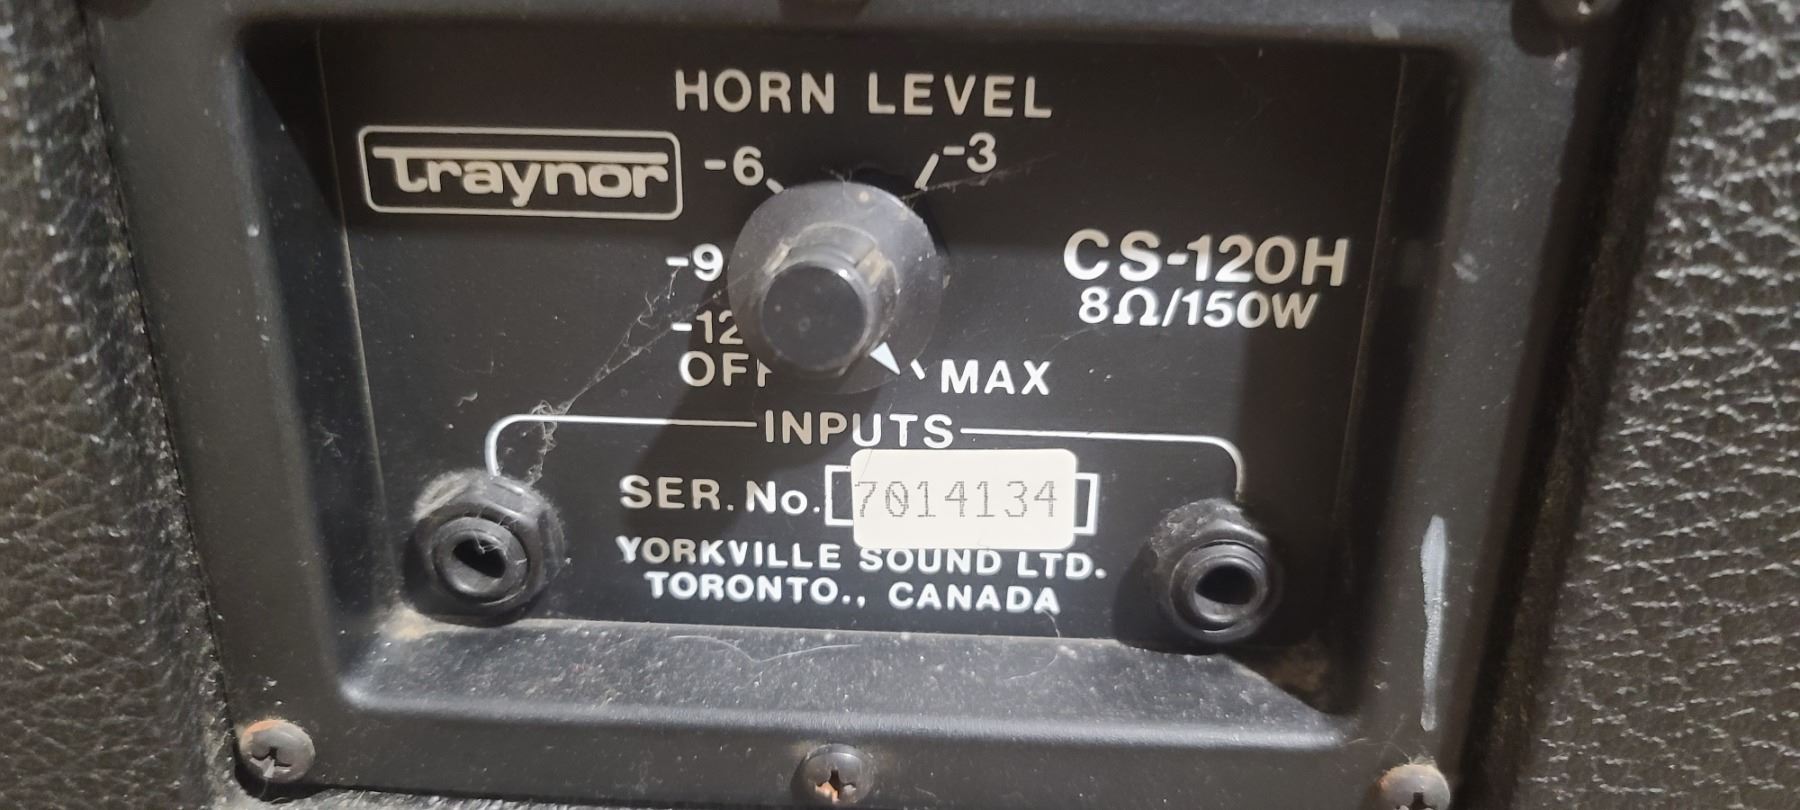 HORN LEVEL
Traynor
-6
-3
-9
CS-120H
8Ω/150W
-12
MAX
INPUTS
SER. No. 7014134
YORKVILLE SOUND LTD.
TORONTO., CANADA